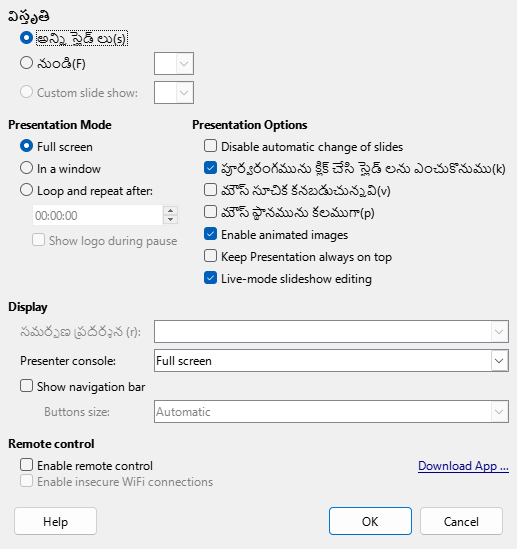 విస్తృతి
అన్ని స్లైడ్ లు(s)
నుండి(F)
Custom slide show:
Presentation Mode
Full screen
In a window
Loop and repeat after:
00:00:00
Show logo during pause
Presentation Options
Disable automatic change of slides
పూర్వరంగమును క్లిక్ చేసి స్లైడ్ లను ఎంచుకొనుము(k)
మౌస్ సూచిక కనబడుచున్నవి(v)
మౌస్ స్థానమును కలముగా(p)
Enable animated images
Keep Presentation always on top
Live-mode slideshow editing
Display
సమర్పణ ప్రదర్శన (r):
Presenter console: Full screen
Show navigation bar
Buttons size: Automatic
Remote control
Enable remote control Download App ...
Enable insecure WiFi connections
Help OK Cancel